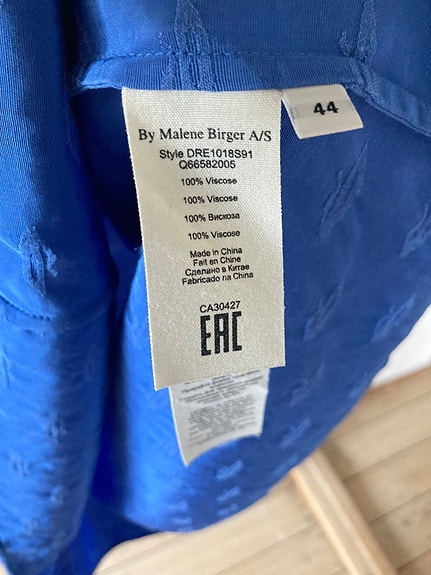 By Malene Birger A/S
44
Style DRE1018S91
Q66582005
100% Viscose
100% Viscose
100% Вискоза
100% Viscose
Made in China
Fait en Chine
Сделано в Китае
Fabricado na China
CA30427
EAC